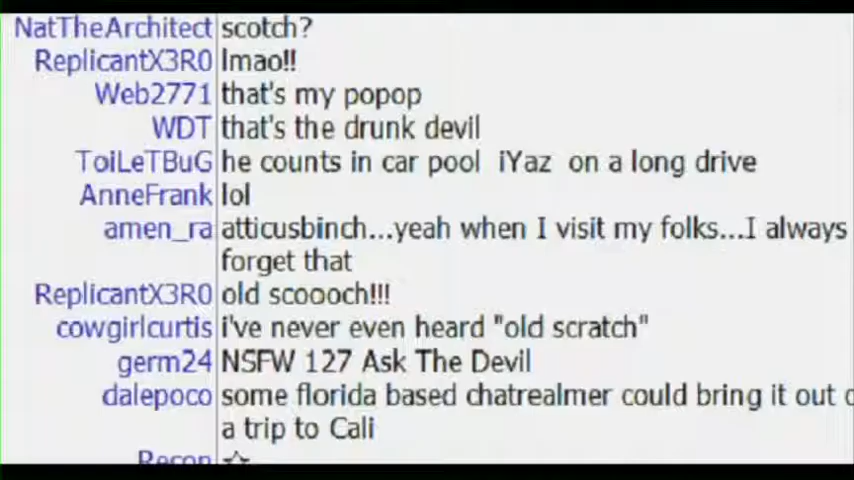 NatTheArchitect scotch?
ReplicantX3R0 lmao!!
Web2771 that's my popop
WDT that's the drunk devil
ToiLeTBuG he counts in car pool  iYaz  on a long drive
AnneFrank lol
amen_ra atticusbinch...yeah when I visit my folks...I always
forget that
ReplicantX3R0 old scoooch!!!
cowgirlcurtis i've never even heard "old scratch"
germ24 NSFW 127 Ask The Devil
dalepoco some florida based chatrealmer could bring it out
a trip to Cali
Recon ☆